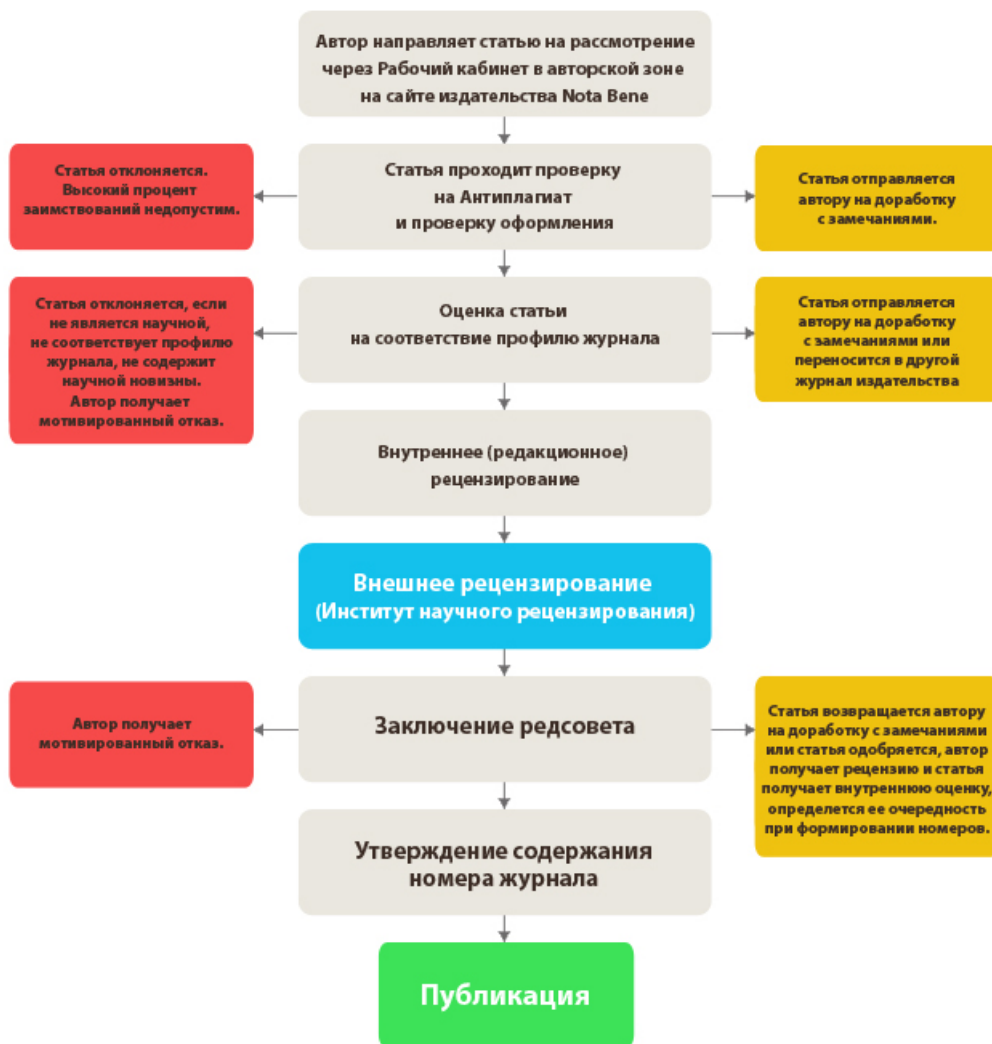 Автор направляет статью на рассмотрение
через Рабочий кабинет в авторской зоне
на сайте издательства Nota Bene
Статья отклоняется.
Высокий процент
заимствований недопустим.
Статья проходит проверку
на Антиплагиат
и проверку оформления
Статья отправляется
автору на доработку
с замечаниями.
Статья отклоняется, если
не является научной,
не соответствует профилю
журнала, не содержит
научной новизны.
Автор получает
мотивированный отказ.
Оценка статьи
на соответствие профилю журнала
Статья отправляется
автору на доработку
с замечаниями или
переносится в другой
журнал издательства
Внутреннее (редакционное)
рецензирование
Внешнее рецензирование
(Институт научного рецензирования)
Автор получает
мотивированный отказ.
Заключение редсовета
Статья возвращается автору
на доработку с замечаниями
или статья одобряется, автор
получает рецензию и статья
получает внутреннюю оценку,
определется ее очередность
при формировании номеров.
Утверждение содержания
номера журнала
Публикация